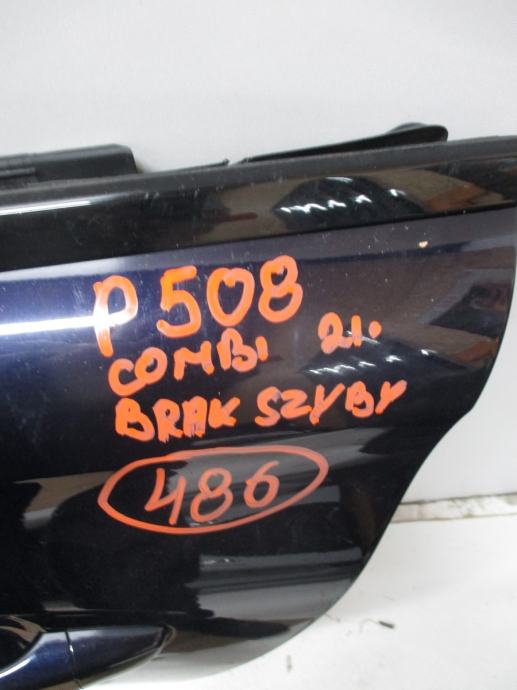 P 508
COMBI 21.
BRAK SZYBY
486